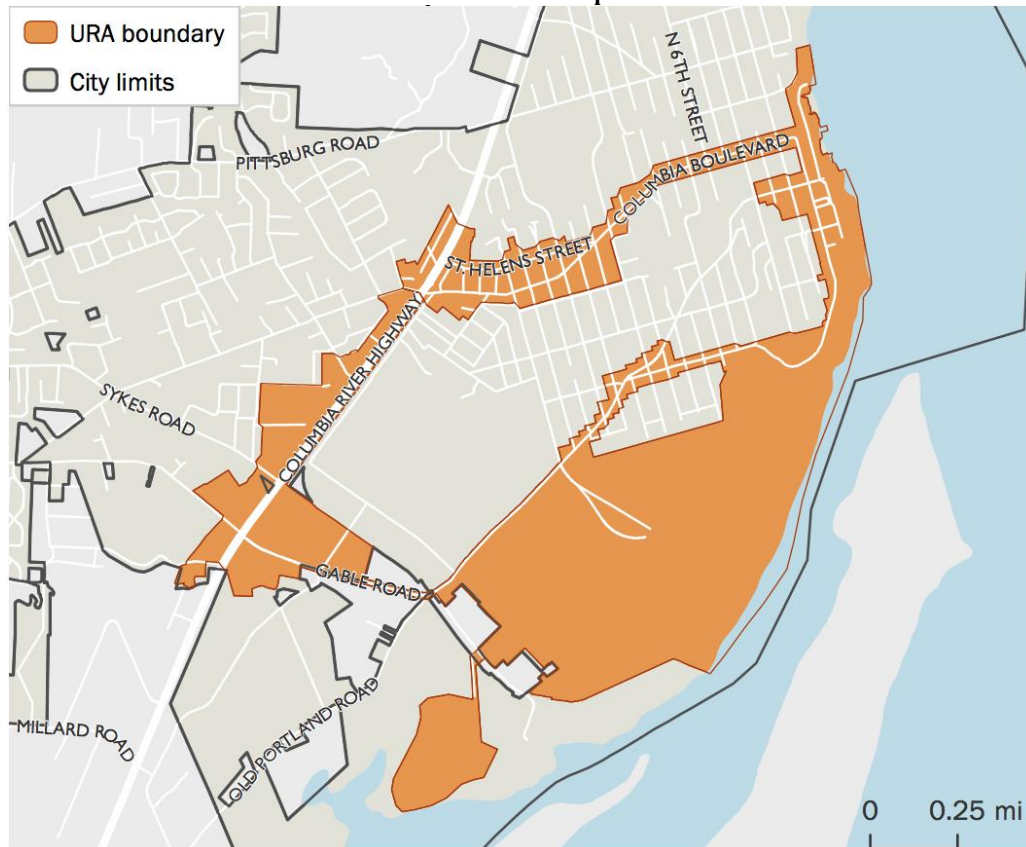 URA boundary
City limits
N 6TH STREET
PITTSBURG ROAD
COLUMBIA BOULEVARD
ST. HELENS STREET
COLUMBIA RIVER HIGHWAY
SYKES ROAD
GABLE ROAD
OLD PORTLAND ROAD
MILLARD ROAD
0 0.25 mi